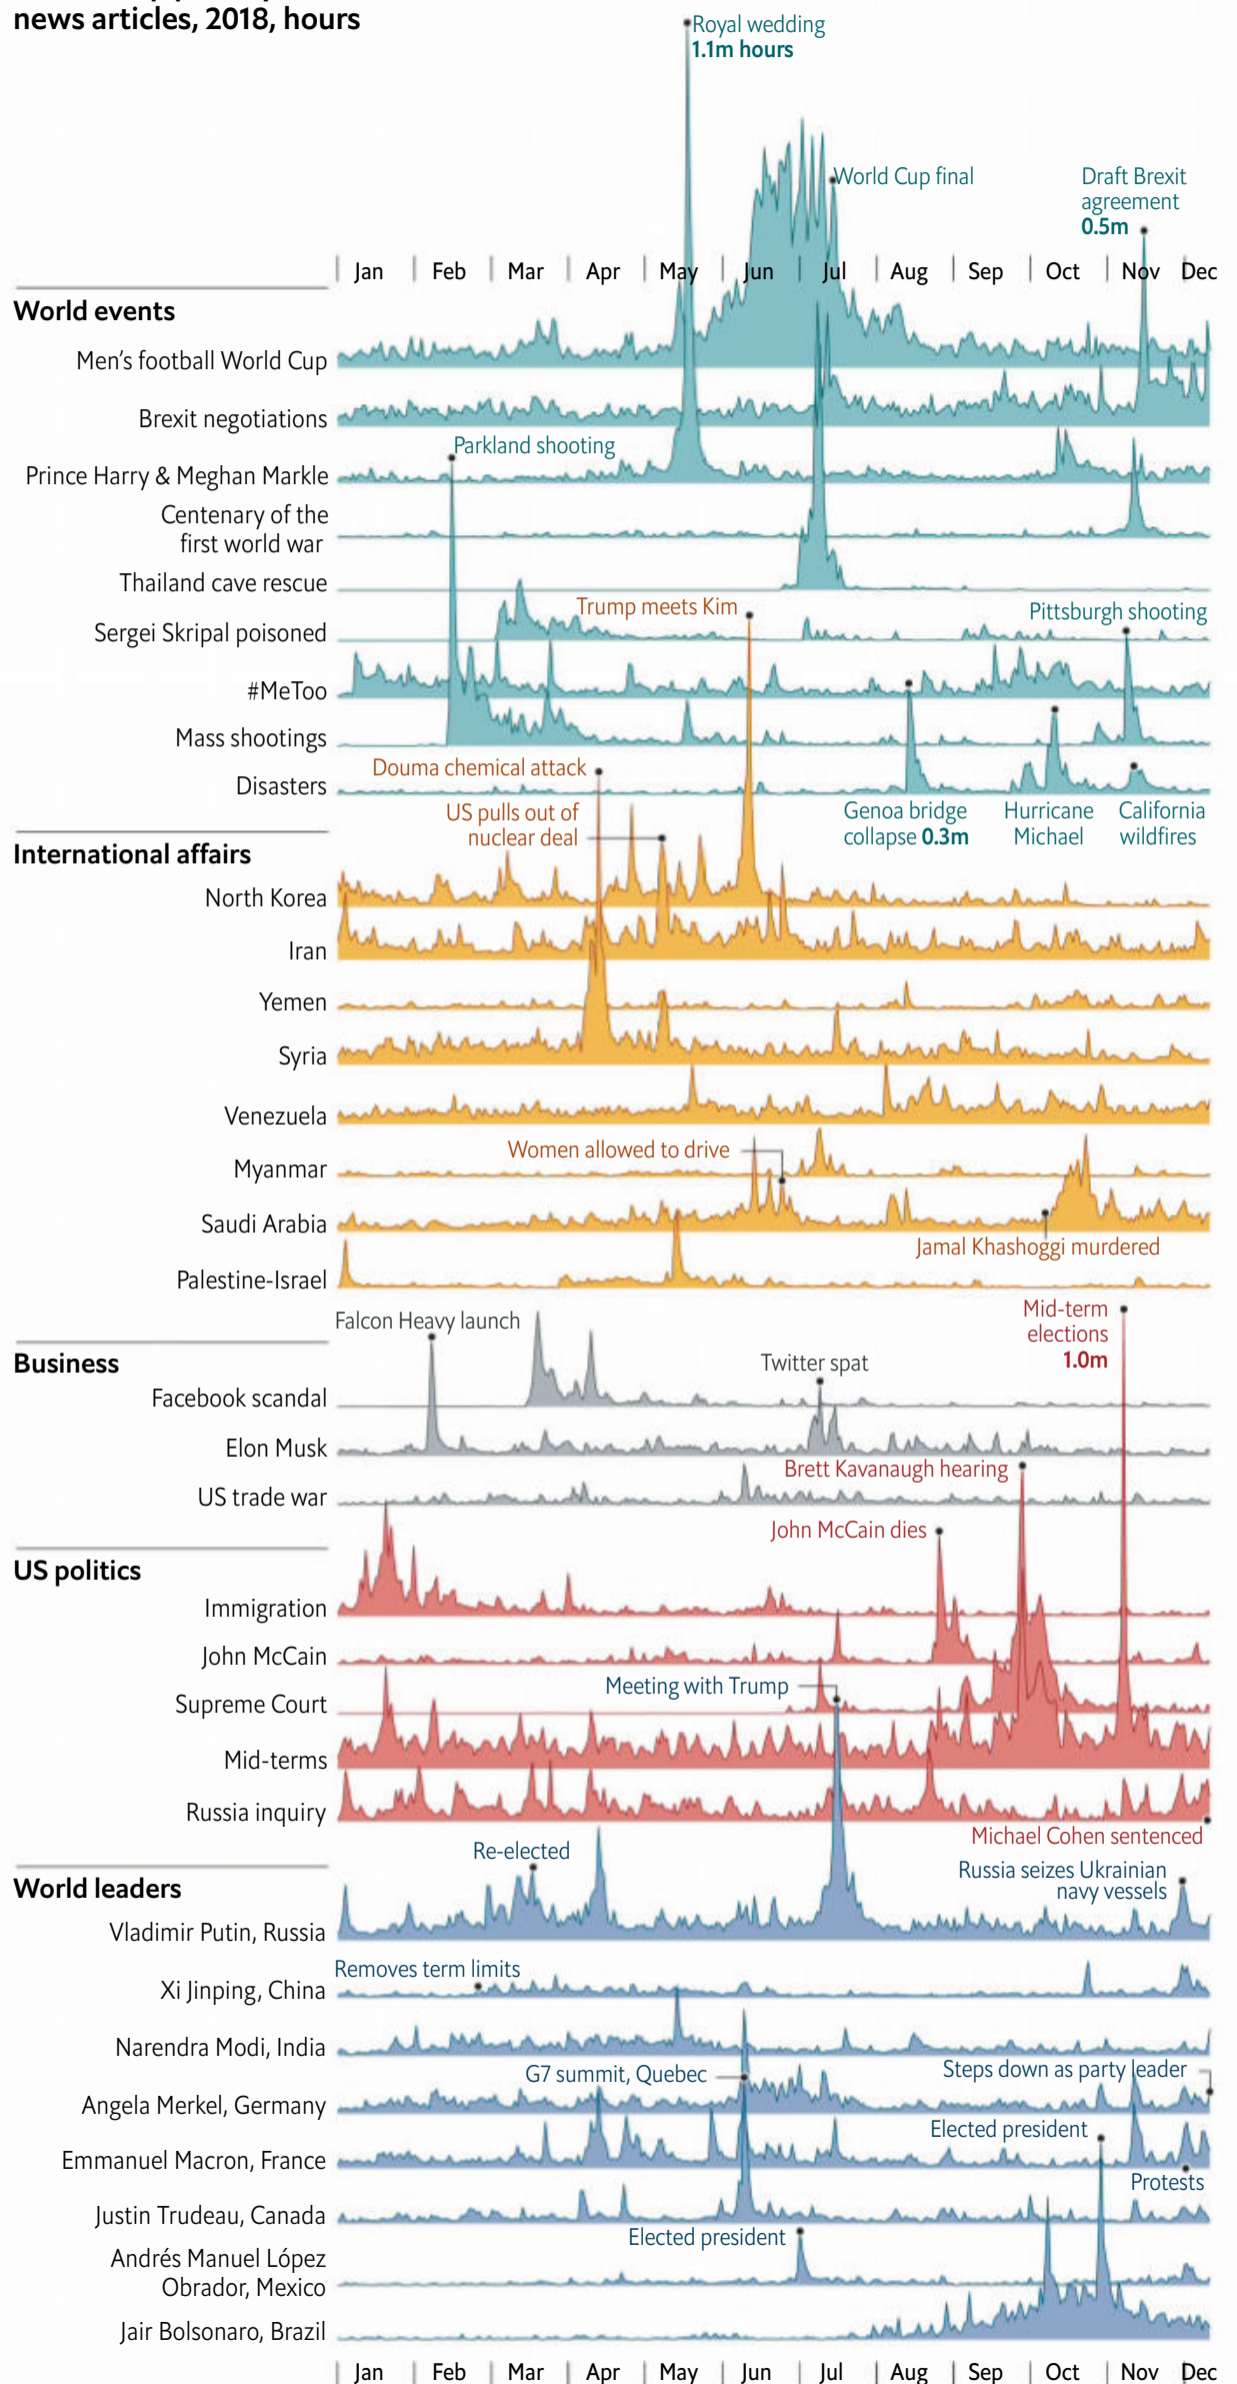 news articles, 2018, hours
Royal wedding
1.1m hours
World Cup final
Draft Brexit
agreement
0.5m
Jan Feb Mar Apr May Jun Jul Aug Sep Oct Nov Dec
World events
Men's football World Cup
Brexit negotiations
Parkland shooting
Prince Harry & Meghan Markle
Centenary of the
first world war
Thailand cave rescue
Trump meets Kim
Pittsburgh shooting
Sergei Skripal poisoned
#MeToo
Mass shootings
Douma chemical attack
Disasters
US pulls out of
nuclear deal
Genoa bridge
collapse 0.3m
Hurricane
Michael
California
wildfires
International affairs
North Korea
Iran
Yemen
Syria
Venezuela
Women allowed to drive
Myanmar
Saudi Arabia
Jamal Khashoggi murdered
Palestine-Israel
Falcon Heavy launch
Mid-term
elections
1.0m
Business
Twitter spat
Facebook scandal
Elon Musk
Brett Kavanaugh hearing
US trade war
John McCain dies
US politics
Immigration
John McCain
Meeting with Trump
Supreme Court
Mid-terms
Russia inquiry
Michael Cohen sentenced
Re-elected
Russia seizes Ukrainian
navy vessels
World leaders
Vladimir Putin, Russia
Removes term limits
Xi Jinping, China
Narendra Modi, India
G7 summit, Quebec
Steps down as party leader
Angela Merkel, Germany
Elected president
Emmanuel Macron, France
Protests
Justin Trudeau, Canada
Elected president
Andrés Manuel López
Obrador, Mexico
Jair Bolsonaro, Brazil
Jan Feb Mar Apr May Jun Jul Aug Sep Oct Nov Dec